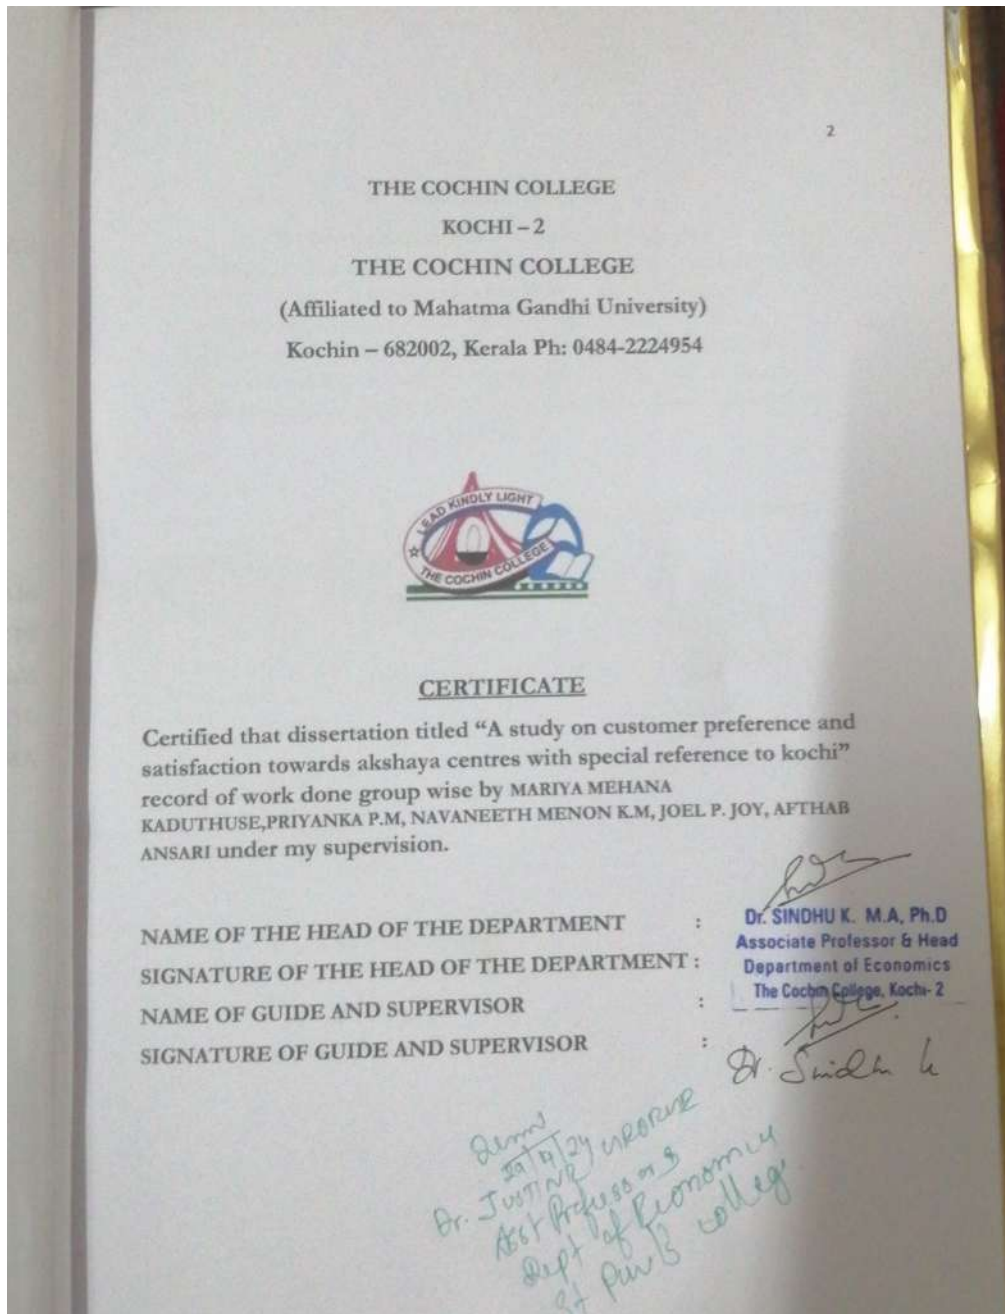 2
THE COCHIN COLLEGE
KOCHI – 2
THE COCHIN COLLEGE
(Affiliated to Mahatma Gandhi University)
Kochin – 682002, Kerala Ph: 0484-2224954
LEAD KINDLY LIGHT
THE COCHIN COLLEGE
CERTIFICATE
Certified that dissertation titled “A study on customer preference and
satisfaction towards akshaya centres with special reference to kochi”
record of work done group wise by MARIYA MEHANA
KADUTHUSE,PRIYANKA P.M, NAVANEETH MENON K.M, JOEL P. JOY, AFTHAB
ANSARI under my supervision.
NAME OF THE HEAD OF THE DEPARTMENT :
SIGNATURE OF THE HEAD OF THE DEPARTMENT :
NAME OF GUIDE AND SUPERVISOR :
SIGNATURE OF GUIDE AND SUPERVISOR :
Dr. SINDHU K. M.A, Ph.D
Associate Professor & Head
Department of Economics
The Cochin College, Kochi- 2
Dr. Sindhu K
Dr.
Asst Professor
Dept of Economics
College